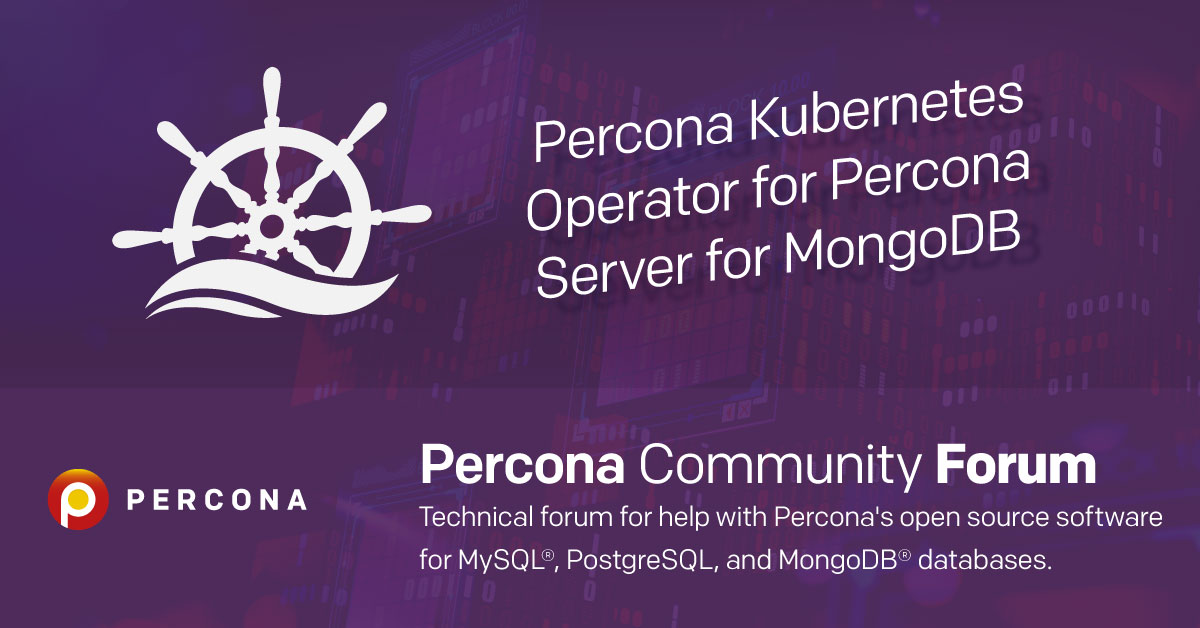 Percona Kubernetes
Operator for Percona
Server for MongoDB
Percona Community Forum
PERCONA
Technical forum for help with Percona's open source software
for MySQL®, PostgreSQL, and MongoDB® databases.